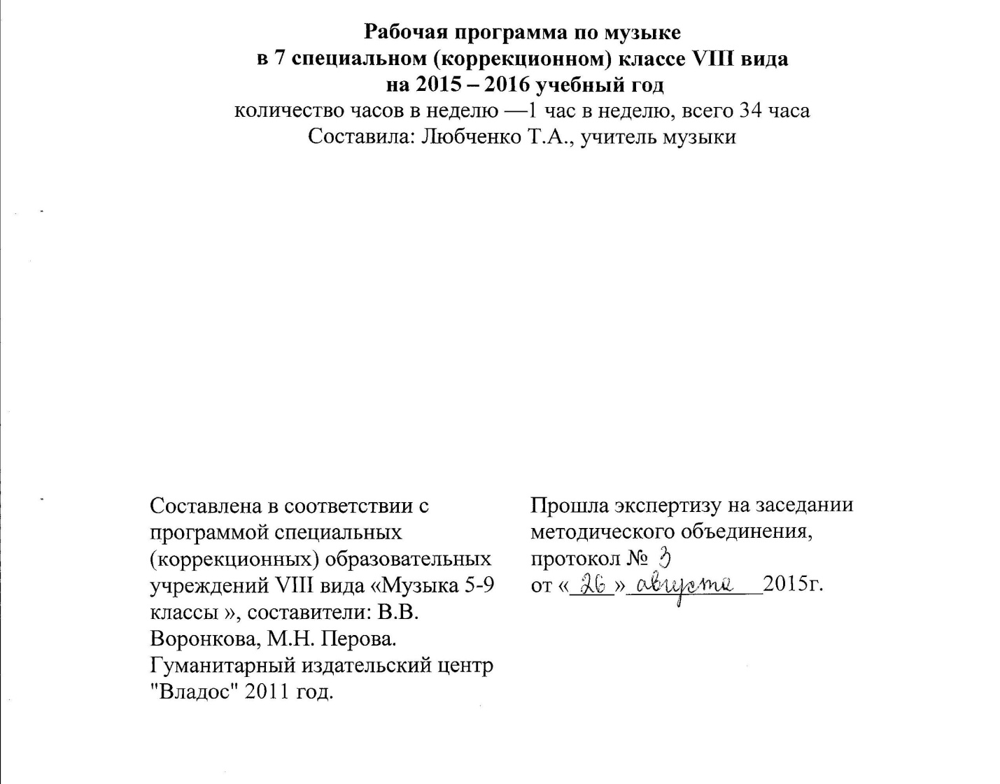 Рабочая программа по музыке
в 7 специальном (коррекционном) классе VIII вида
на 2015 – 2016 учебный год
количество часов в неделю —1 час в неделю, всего 34 часа
Составила: Любченко Т.А., учитель музыки
Составлена в соответствии с
программой специальных
(коррекционных) образовательных
учреждений VIII вида «Музыка 5-9
классы », составители: В.В.
Воронкова, М.Н. Перова.
Гуманитарный издательский центр
"Владос" 2011 год.
Прошла экспертизу на заседании
методического объединения,
протокол № 3
от « 26 » августа 2015г.